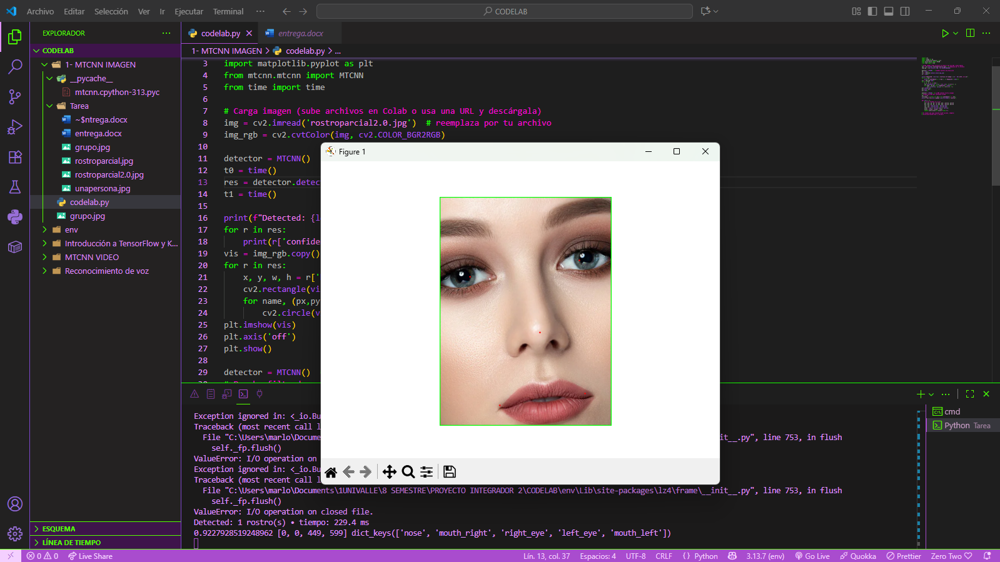 Archivo Editar Selección Ver Ir Ejecutar Terminal ··· CODELAB
EXPLORADOR ···
CODELAB
1- MTCNN IMAGEN
__pycache__
mtcnn.cpython-313.pyc
Tarea
~$ntrega.docx
entrega.docx
grupo.jpg
rostroparcial.jpg
rostroparcial2.0.jpg
unapersona.jpg
codelab.py
grupo.jpg
env
Introducción a TensorFlow y K...
MTCNN VIDEO
Reconocimiento de voz
ESQUEMA
LÍNEA DE TIEMPO
codelab.py entrega.docx
1- MTCNN IMAGEN > codelab.py > ...
3 import matplotlib.pyplot as plt
4 from mtcnn.mtcnn import MTCNN
5 from time import time
6
7 # Carga imagen (sube archivos en Colab o usa una URL y descárgala)
8 img = cv2.imread('rostroparcial2.0.jpg') # reemplaza por tu archivo
9 img_rgb = cv2.cvtColor(img, cv2.COLOR_BGR2RGB)
10
11 detector = MTCNN()
12 t0 = time()
13 res = detector.detec
14 t1 = time()
15
16 print(f"Detected: {l
17 for r in res:
18 print(r['confide
19 vis = img_rgb.copy()
20 for r in res:
21 x, y, w, h = r['
22 cv2.rectangle(vi
23 for name, (px,py
24 cv2.circle(v
25 plt.imshow(vis)
26 plt.axis('off')
27 plt.show()
28
29 detector = MTCNN()
Figure 1
Exception ignored in: <_io.Bu
Traceback (most recent call l
File "C:\Users\marlo\Docume it__.py", line 753, in flush
self._fp.flush()
ValueError: I/O operation on
Exception ignored in: <_io.Bu
Traceback (most recent call l
File "C:\Users\marlo\Documents\1UNIVALLE\8 SEMESTRE\PROYECTO INTEGRADOR 2\CODELAB\env\Lib\site-packages\lz4\frame\__init__.py", line 753, in flush
self._fp.flush()
ValueError: I/O operation on closed file.
Detected: 1 rostro(s) • tiempo: 229.4 ms
0.9227928519248962 [0, 0, 449, 599] dict_keys(['nose', 'mouth_right', 'right_eye', 'left_eye', 'mouth_left'])
cmd
Python Tarea
0 0 Live Share Lín. 13, col. 37 Espacios: 4 UTF-8 CRLF {} Python 3.13.7 (env) Go Live Quokka Prettier Zero Two ♡